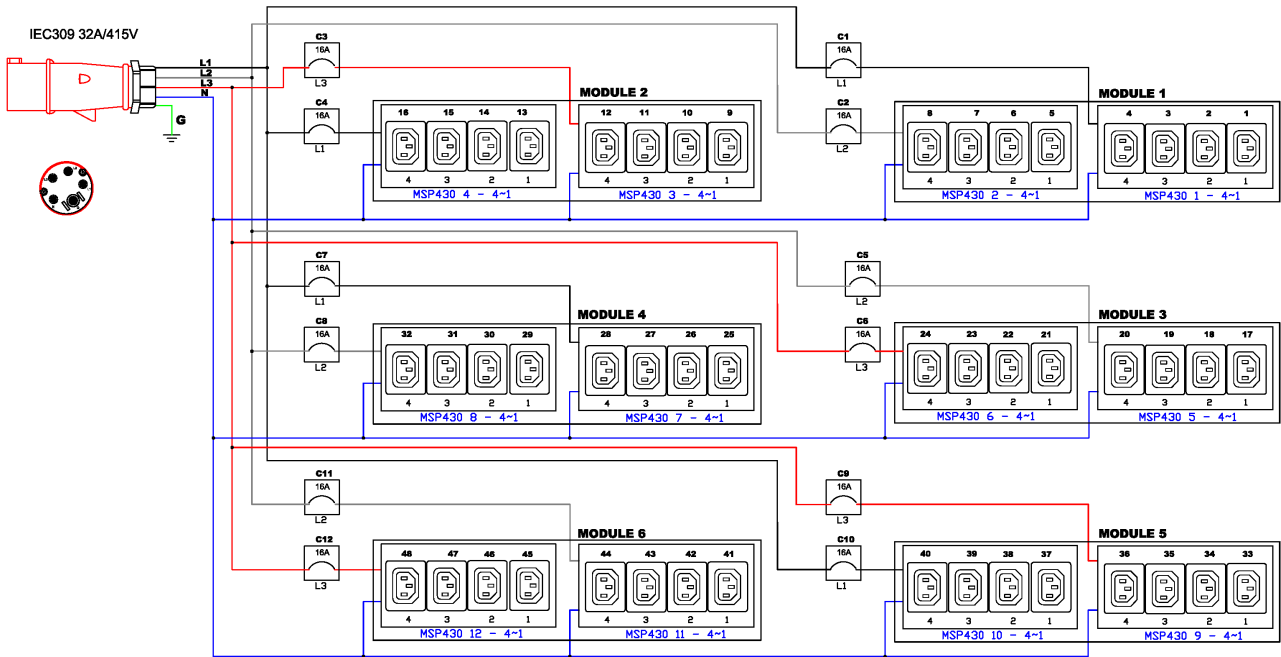 IEC309 32A/415V
L1
L2
L3
N
G
C3
16A
L3
C4
16A
L1
MODULE 2
16 15 14 13
4 3 2 1
MSP430 4 - 4~1
12 11 10 9
4 3 2 1
MSP430 3 - 4~1
C1
16A
L1
C2
16A
L2
MODULE 1
8 7 6 5
4 3 2 1
MSP430 2 - 4~1
4 3 2 1
4 3 2 1
MSP430 1 - 4~1
C7
16A
L1
C8
16A
L2
MODULE 4
32 31 30 29
4 3 2 1
MSP430 8 - 4~1
28 27 26 25
4 3 2 1
MSP430 7 - 4~1
C5
16A
L2
C6
16A
L3
MODULE 3
24 23 22 21
4 3 2 1
MSP430 6 - 4~1
20 19 18 17
4 3 2 1
MSP430 5 - 4~1
C11
16A
L2
C12
16A
L3
MODULE 6
48 47 46 45
4 3 2 1
MSP430 12 - 4~1
44 43 42 41
4 3 2 1
MSP430 11 - 4~1
C9
16A
L3
C10
16A
L1
MODULE 5
40 39 38 37
4 3 2 1
MSP430 10 - 4~1
36 35 34 33
4 3 2 1
MSP430 9 - 4~1